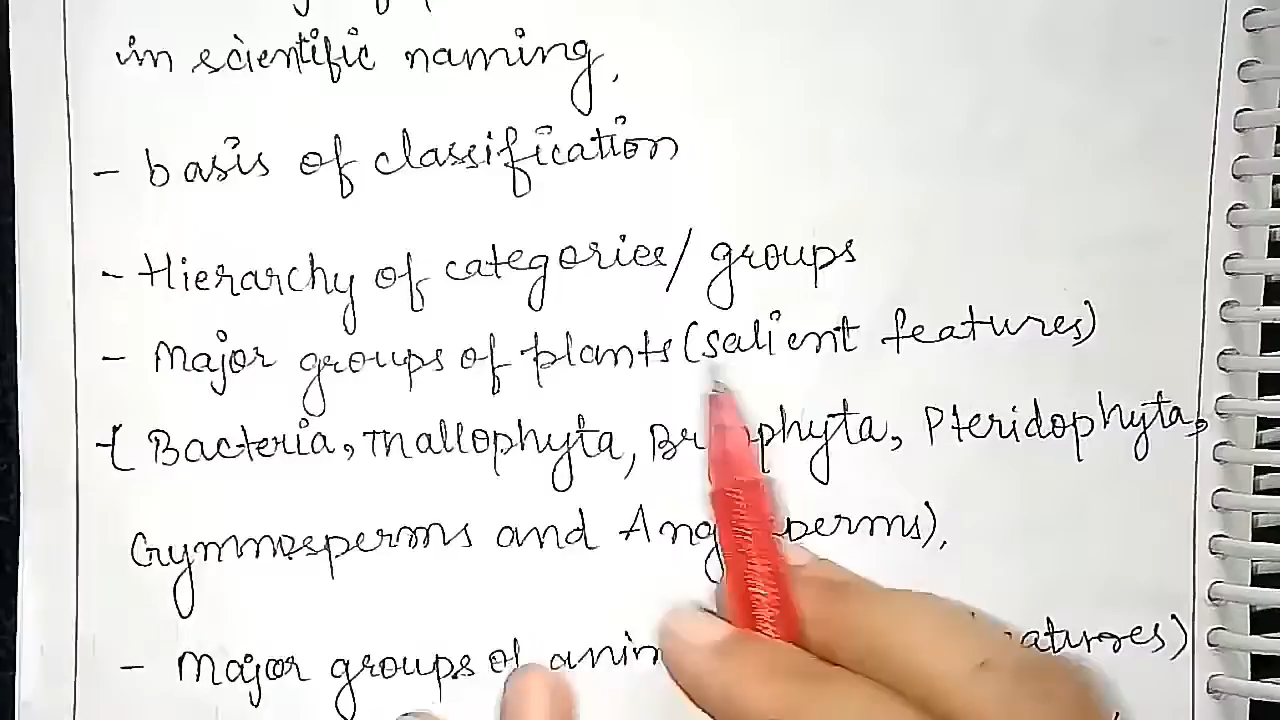 in scientific naming,
- basis of classification
- Hierarchy of categories/ groups
- Major groups of plants (salient features)
( Bacteria, Thallophyta, Pteridophyta,
Gymnosperms and
- Major groups of